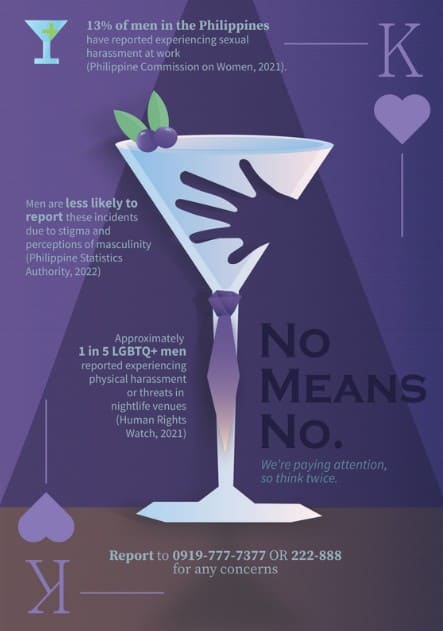 13% of men in the Philippines
have reported experiencing sexual
harassment at work
(Philippine Commission on Women, 2021).
K
Men are less likely to
report these incidents
due to stigma and
perceptions of masculinity
(Philippine Statistics
Authority, 2022)
Approximately
1 in 5 LGBTQ+ men
reported experiencing
physical harassment
or threats in
nightlife venues
(Human Rights
Watch, 2021)
No
Means
No.
We're paying attention,
so think twice.
Report to 0919-777-7377 OR 222-888
for any concerns
K